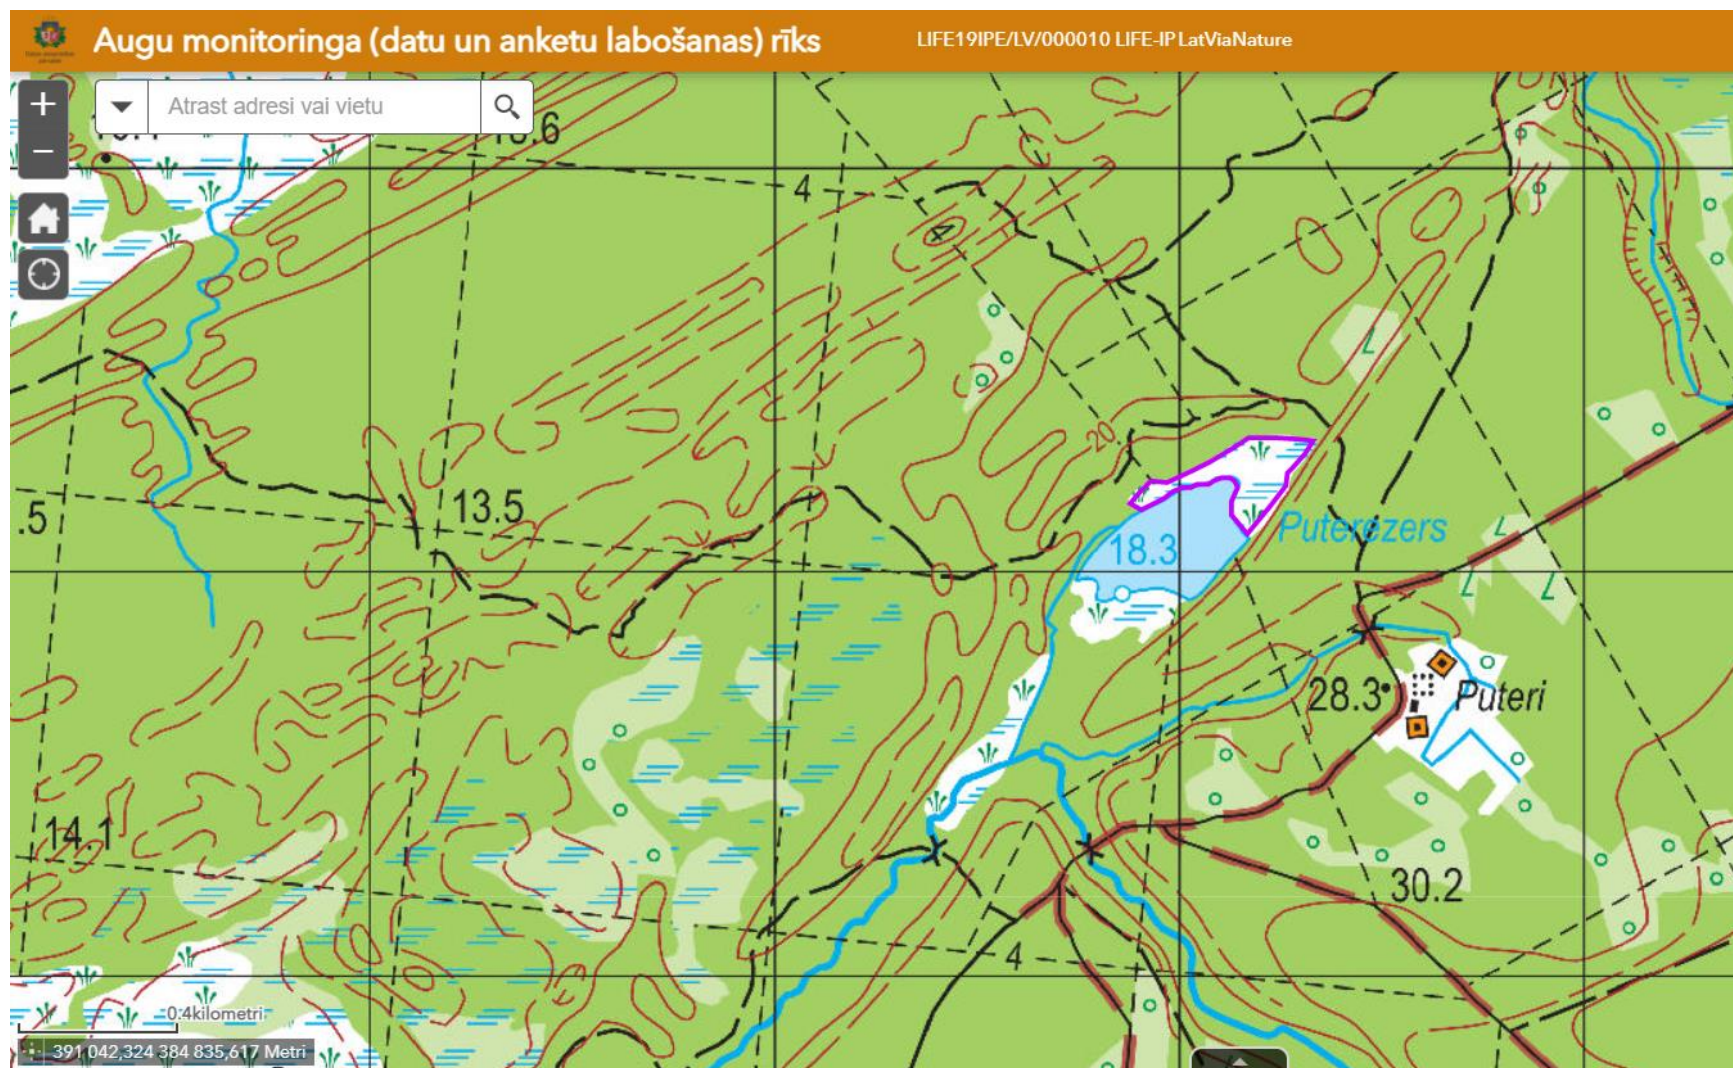 Augu monitoringa (datu un anketu labošanas) rīks
LIFE19IPE/LV/000010 LIFE-IP LatViaNature
+
Atrast adresi vai vietu
−
4
20
.5
13.5
Puterezers
18.3
28.3
Puteri
14.1
30.2
4
0.4kilometri
391 042,324 384 835,617 Metri